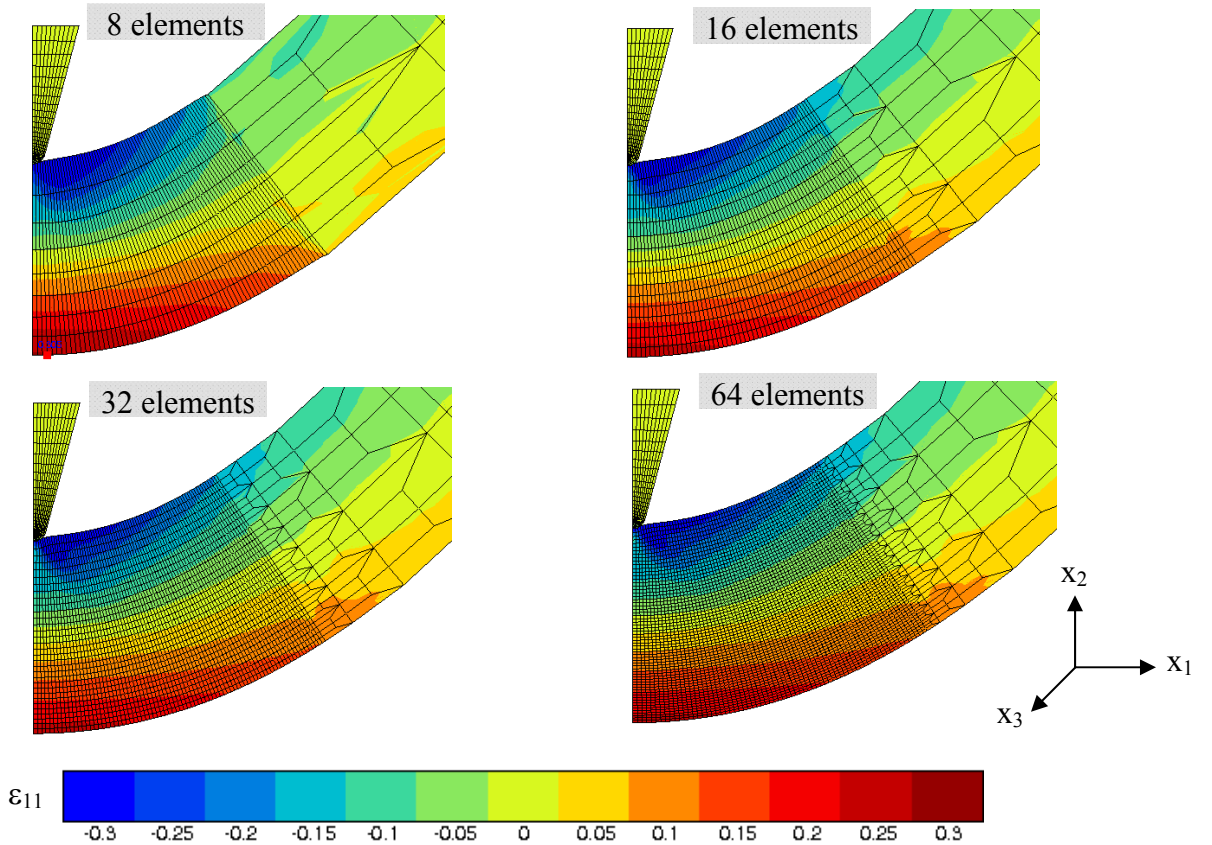 8 elements
16 elements
32 elements
64 elements
x₂
x₁
x₃
ε₁₁
-0.3 -0.25 -0.2 -0.15 -0.1 -0.05 0 0.05 0.1 0.15 0.2 0.25 0.3